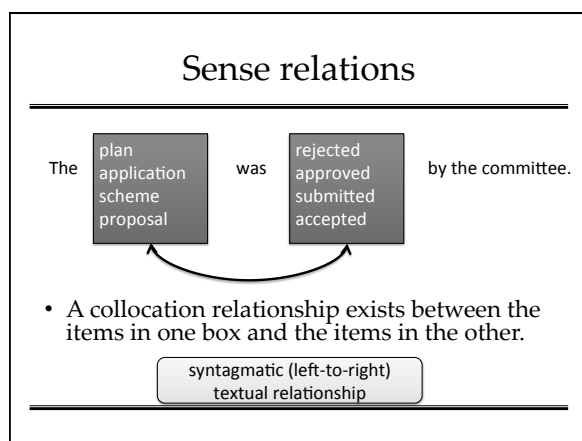 Sense relations
The
plan
application
scheme
proposal
was
rejected
approved
submitted
accepted
by the committee.
• A collocation relationship exists between the
items in one box and the items in the other.
syntagmatic (left-to-right)
textual relationship